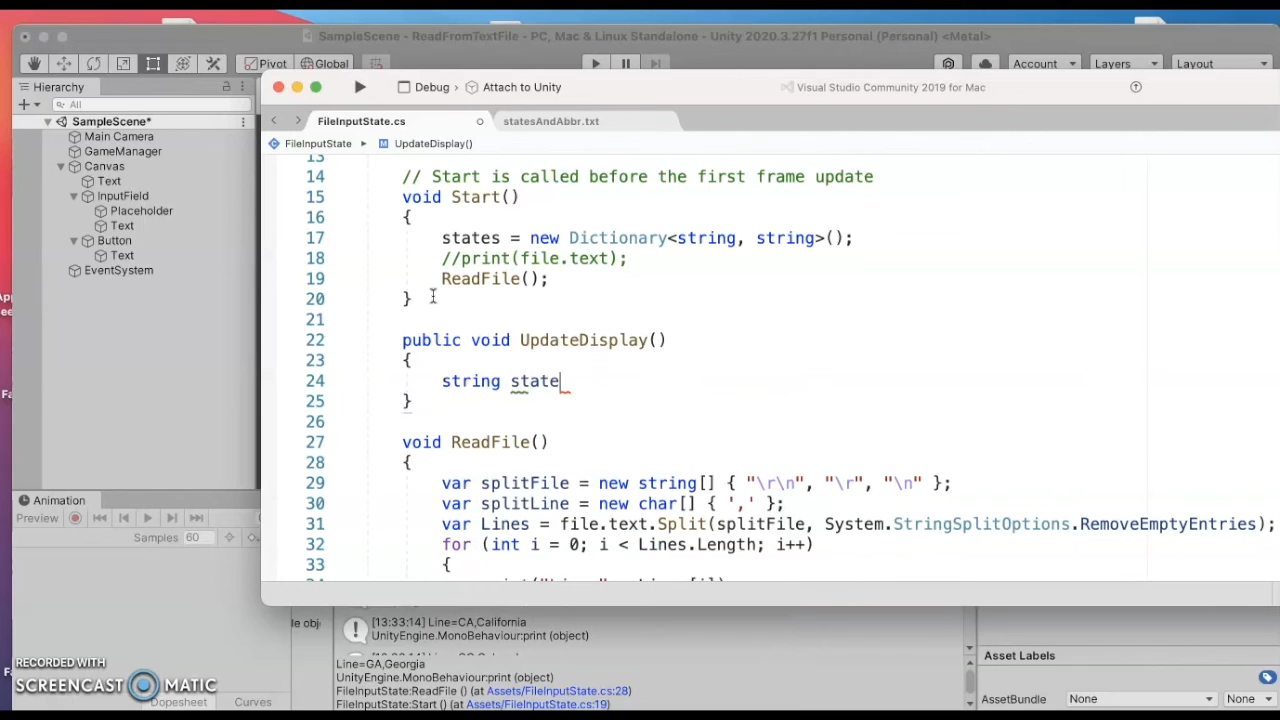 SampleScene - ReadFromTextFile - PC, Mac & Linux Standalone - Unity 2020.3.27f1 Personal (Personal) <Metal>
Pivot Global Account Layers Layout
Hierarchy
All
SampleScene*
Main Camera
GameManager
Canvas
Text
InputField
Placeholder
Text
Button
Text
EventSystem
Animation
Preview
Samples 60
Debug › Attach to Unity
Visual Studio Community 2019 for Mac
FileInputState.cs
statesAndAbbr.txt
FileInputState ▸ M UpdateDisplay()
13
14 // Start is called before the first frame update
15 void Start()
16 {
17 states = new Dictionary<string, string>();
18 //print(file.text);
19 ReadFile();
20 }
21
22 public void UpdateDisplay()
23 {
24 string state
25 }
26
27 void ReadFile()
28 {
29 var splitFile = new string[] { "\r\n", "\r", "\n" };
30 var splitLine = new char[] { ',' };
31 var Lines = file.text.Split(splitFile, System.StringSplitOptions.RemoveEmptyEntries);
32 for (int i = 0; i < Lines.Length; i++)
33 {
[13:33:14] Line=CA,California
UnityEngine.MonoBehaviour:print (object)
Line=GA,Georgia
UnityEngine.MonoBehaviour:print (object)
FileInputState:ReadFile () (at Assets/FileInputState.cs:28)
FileInputState:Start () (at Assets/FileInputState.cs:19)
Asset Labels
AssetBundle None None
RECORDED WITH
SCREENCAST MATIC
Dopesheet Curves